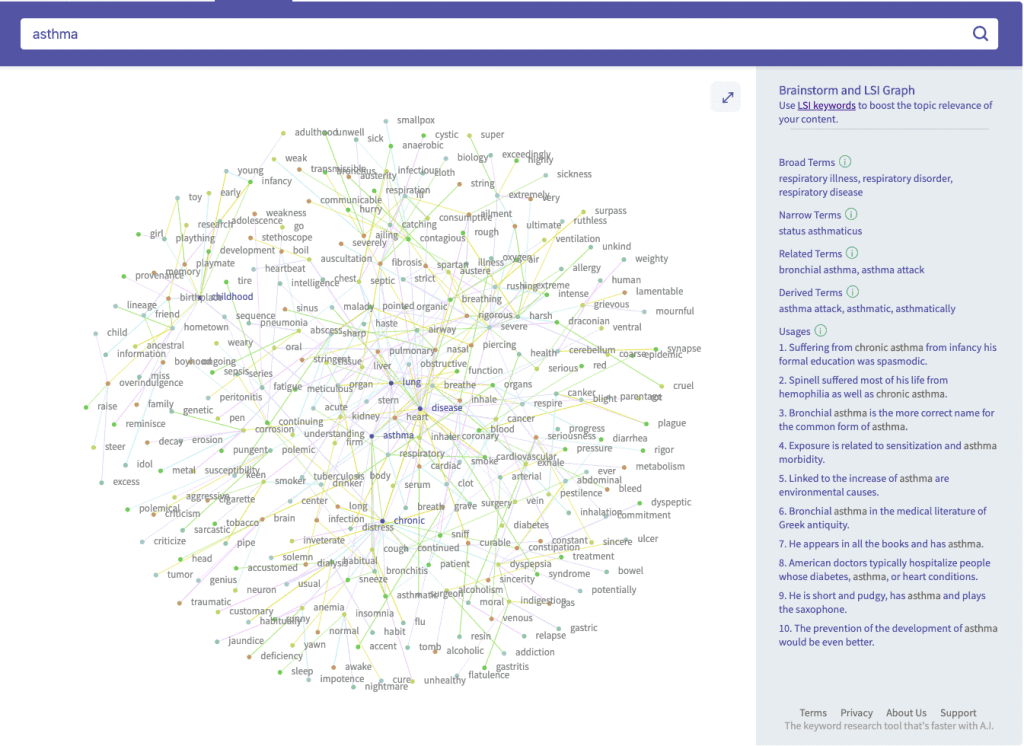 asthma
smallpox
adulthood
unwell
sick
cystic
super
anaerobic
weak
biology
exceedingly
highly
young
transmissible
infectious
cloth
infancy
austerity
string
sickness
toy
early
respiration
communicable
hurry
extremely
very
weakness
consumptive
ailment
surpass
research
adolescence
go
catching
ultimate
ruthless
girl
plaything
stethoscope
severely
ailing
contagious
rough
ventilation
unkind
development
boil
auscultation
fibrosis
spartan
illness
oxygen
air
weighty
playmate
heartbeat
austere
allergy
provenance
memory
tire
intelligence
chest
septic
strict
rushing
extreme
human
birthplace
childhood
breathing
intense
lamentable
lineage
friend
sequence
sinus
malady
pointed
organic
rigorous
harsh
grievous
mournful
hometown
pneumonia
abscess
sharp
haste
airway
severe
draconian
ventral
child
ancestral
weary
oral
pulmonary
nasal
piercing
synapse
information
boyhood
ongoing
stringent
tissue
liver
obstructive
health
cerebellum
coarse
epidemic
miss
sepsis
series
function
serious
red
overindulgence
fatigue
meticulous
organ
lung
breathe
organs
cruel
peritonitis
stern
inhale
canker
blight
parentage
raise
family
genetic
acute
disease
respire
reminisce
pen
continuing
kidney
heart
cancer
plague
corrosion
understanding
asthma
inhaler
coronary
blood
progress
steer
decay
erosion
firm
seriousness
diarrhea
pungent
polemic
respiratory
pressure
rigor
idol
metal
susceptibility
cardiac
smoke
cardiovascular
exhale
metabolism
keen
tuberculosis
body
ever
excess
smoker
drinker
serum
clot
arterial
abdominal
aggressive
cigarette
center
pestilence
bleed
polemical
criticism
long
breath
grave
surgery
vein
dyspeptic
sarcastic
tobacco
brain
infection
chronic
inhalation
commitment
distress
diabetes
criticize
pipe
inveterate
sniff
curable
constant
sincere
ulcer
head
solemn
cough
continued
constipation
treatment
accustomed
dialysis
habitual
bronchitis
patient
dyspepsia
tumor
genius
usual
sneeze
sincerity
syndrome
bowel
neuron
asthmatic
surgeon
alcoholism
potentially
traumatic
customary
anemia
insomnia
moral
indigestion
gas
habitually
runny
flu
venous
jaundice
normal
habit
resin
relapse
gastric
yawn
accent
tomb
alcoholic
addiction
deficiency
awake
gastritis
sleep
impotence
cure
unhealthy
flatulence
nightmare
Brainstorm and LSI Graph
Use LSI keywords to boost the topic relevance of
your content.
Broad Terms
respiratory illness, respiratory disorder,
respiratory disease
Narrow Terms
status asthmaticus
Related Terms
bronchial asthma, asthma attack
Derived Terms
asthma attack, asthmatic, asthmatically
Usages
1. Suffering from chronic asthma from infancy his
formal education was spasmodic.
2. Spinell suffered most of his life from
hemophilia as well as chronic asthma.
3. Bronchial asthma is the more correct name for
the common form of asthma.
4. Exposure is related to sensitization and asthma
morbidity.
5. Linked to the increase of asthma are
environmental causes.
6. Bronchial asthma in the medical literature of
Greek antiquity.
7. He appears in all the books and has asthma.
8. American doctors typically hospitalize people
whose diabetes, asthma, or heart conditions.
9. He is short and pudgy, has asthma and plays
the saxophone.
10. The prevention of the development of asthma
would be even better.
Terms Privacy About Us Support
The keyword research tool that's faster with A.I.